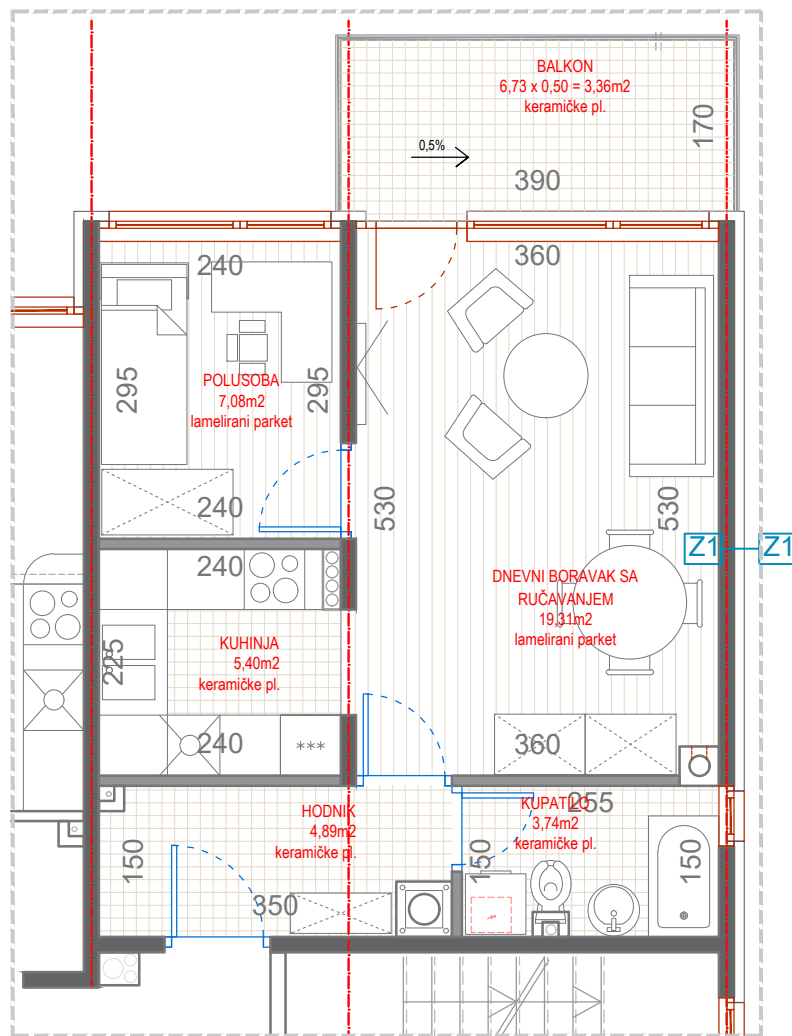 BALKON
6,73 x 0,50 = 3,36m2
keramičke pl.
170
0,5%
390
240
360
295
POLUSOBA
7,08m2
lamelirani parket
295
240
530
530
Z1
Z1
240
DNEVNI BORAVAK SA
RUČAVANJEM
19,31m2
lamelirani parket
225
KUHINJA
5,40m2
keramičke pl.
240
***
360
HODNIK
4,89m2
keramičke pl.
KUPATILO
3,74m2
keramičke pl.
255
150
150
150
350